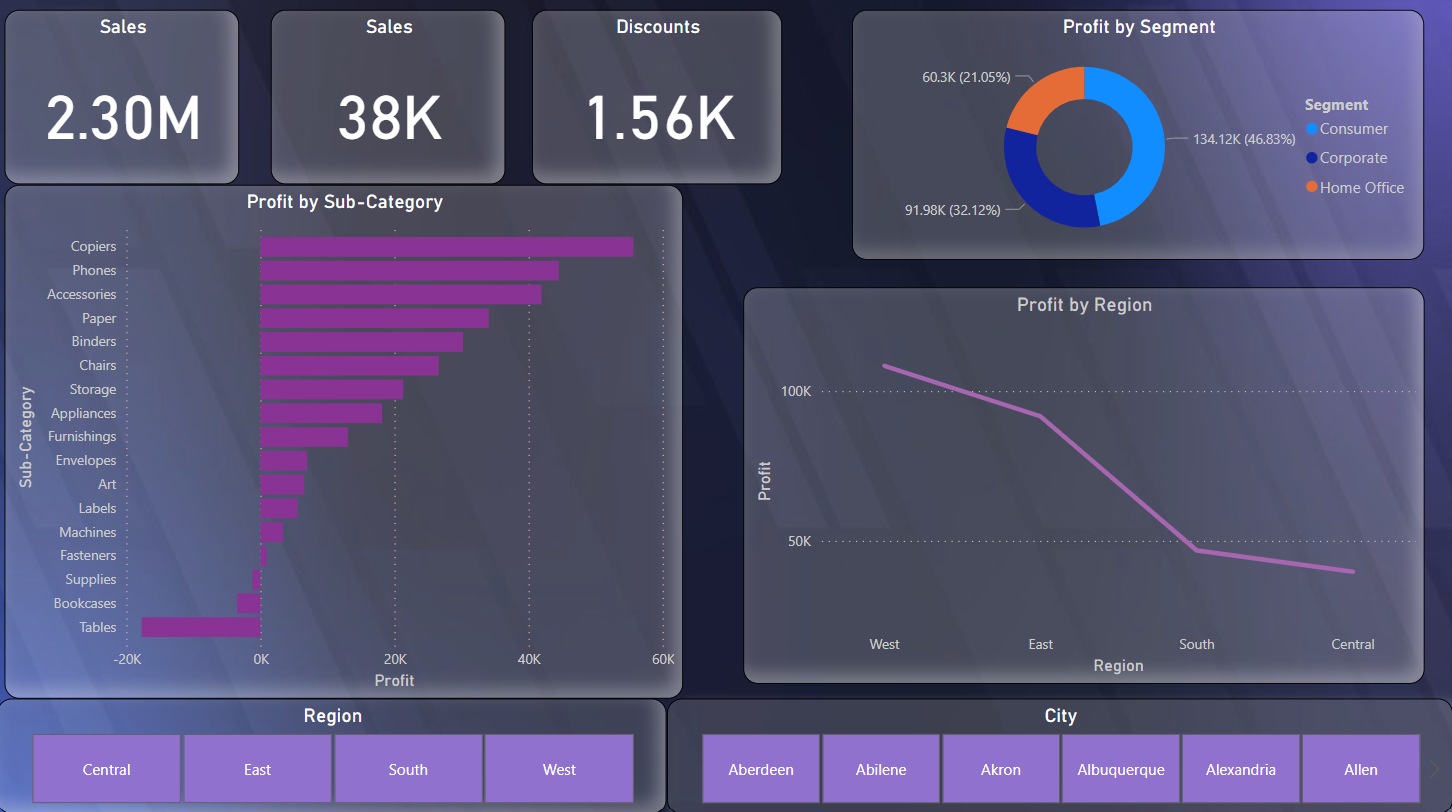 Sales
2.30M
Sales
38K
Discounts
1.56K
Profit by Segment
60.3K (21.05%)
134.12K (46.83%)
91.98K (32.12%)
Segment
Consumer
Corporate
Home Office
Profit by Sub-Category
Sub-Category
Copiers
Phones
Accessories
Paper
Binders
Chairs
Storage
Appliances
Furnishings
Envelopes
Art
Labels
Machines
Fasteners
Supplies
Bookcases
Tables
-20K 0K 20K 40K 60K
Profit
Profit by Region
Profit
100K
50K
West East South Central
Region
Region
Central East South West
City
Aberdeen Abilene Akron Albuquerque Alexandria Allen